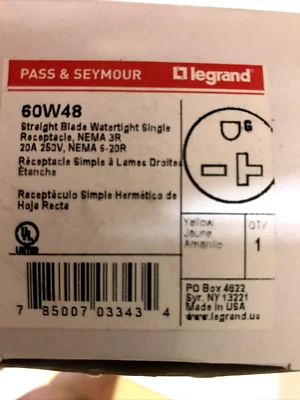 PASS & SEYMOUR legrand
60W48
Straight Blade Watertight Single
Receptacle, NEMA 3R
20A 250V, NEMA 6-20R
Récéptacle Simple à Lames Droites
Étanche
Receptáculo Simple Hermético de
Hoja Recta
G
Yellow
Jaune
Amarillo
QTY
1
UL
LISTED
PO Box 4822
Syr. NY 13221
Made in USA
www.legrand.us
7 85007 03343 4